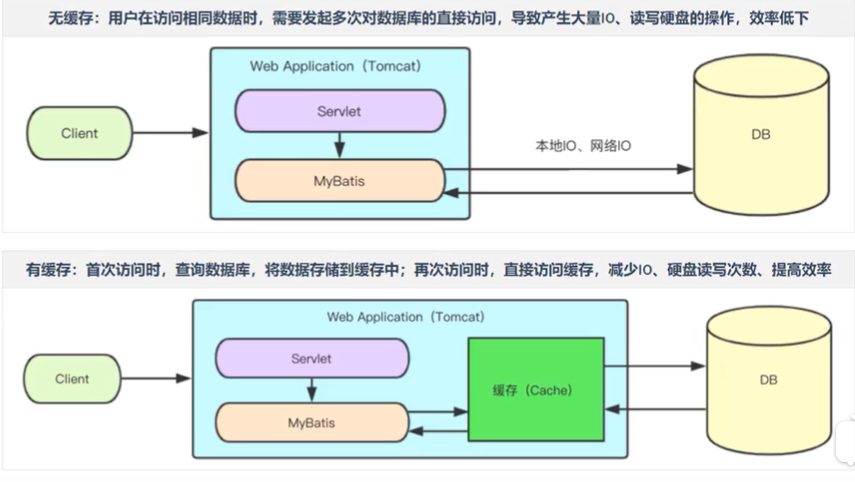 无缓存：用户在访问相同数据时，需要发起多次对数据库的直接访问，导致产生大量IO、读写硬盘的操作，效率低下
Web Application（Tomcat）
Servlet
Client
MyBatis
本地IO、网络IO
DB
有缓存：首次访问时，查询数据库，将数据存储到缓存中；再次访问时，直接访问缓存，减少IO、硬盘读写次数、提高效率
Web Application（Tomcat）
Servlet
Client
MyBatis
缓存（Cache）
DB